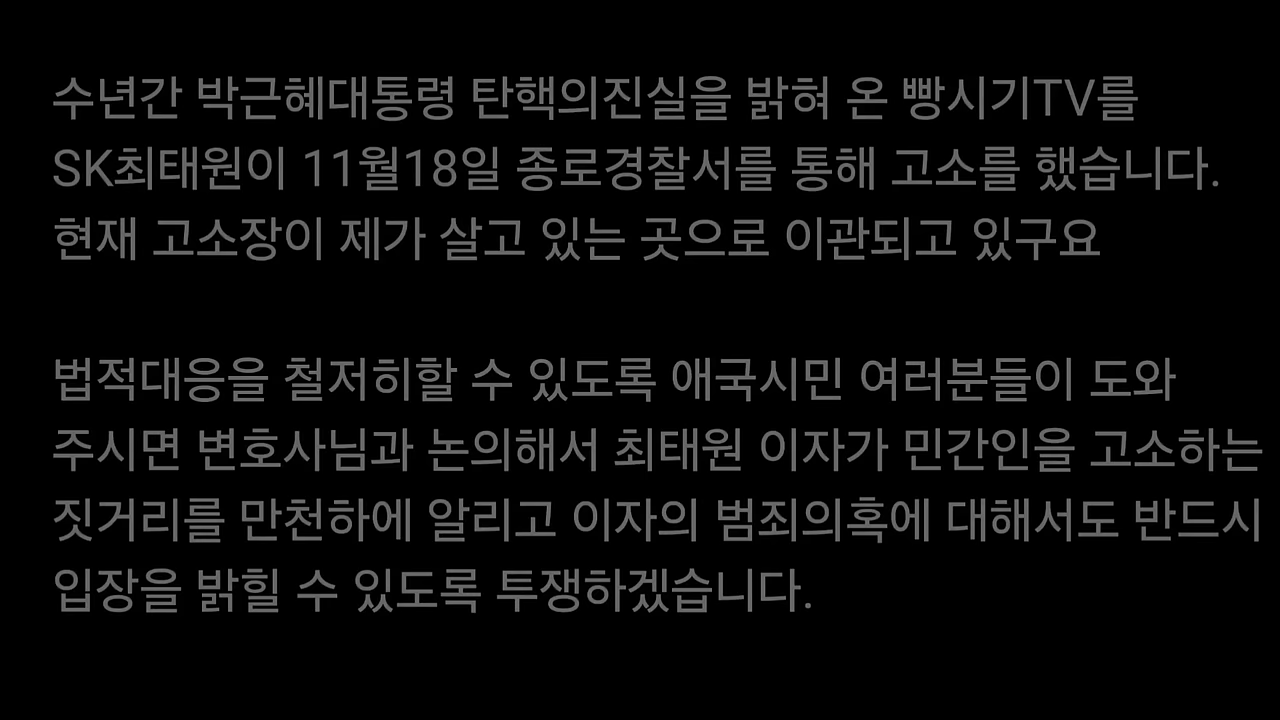 수년간 박근혜대통령 탄핵의진실을 밝혀 온 빵시기TV를
SK최태원이 11월18일 종로경찰서를 통해 고소를 했습니다.
현재 고소장이 제가 살고 있는 곳으로 이관되고 있구요
법적대응을 철저히할 수 있도록 애국시민 여러분들이 도와
주시면 변호사님과 논의해서 최태원 이자가 민간인을 고소하는
짓거리를 만천하에 알리고 이자의 범죄의혹에 대해서도 반드시
입장을 밝힐 수 있도록 투쟁하겠습니다.